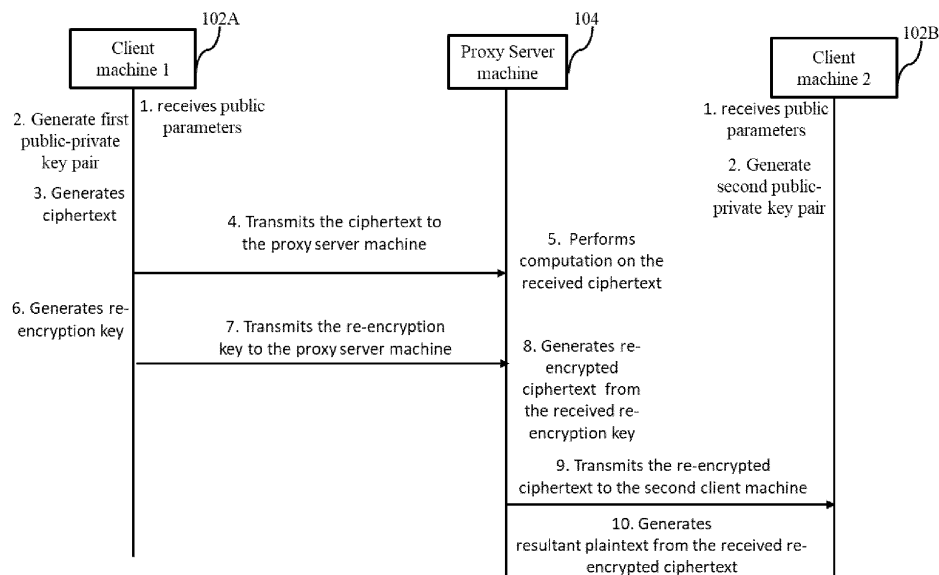 102A
Client
machine 1
104
Proxy Server
machine
102B
Client
machine 2
1. receives public
parameters
2. Generate first
public-private
key pair
3. Generates
ciphertext
1. receives public
parameters
2. Generate
second public-
private key pair
4. Transmits the ciphertext to
the proxy server machine
5. Performs
computation on the
received ciphertext
6. Generates re-
encryption key
7. Transmits the re-encryption
key to the proxy server machine
8. Generates re-
encrypted
ciphertext from
the received re-
encryption key
9. Transmits the re-encrypted
ciphertext to the second client machine
10. Generates
resultant plaintext from the received re-
encrypted ciphertext